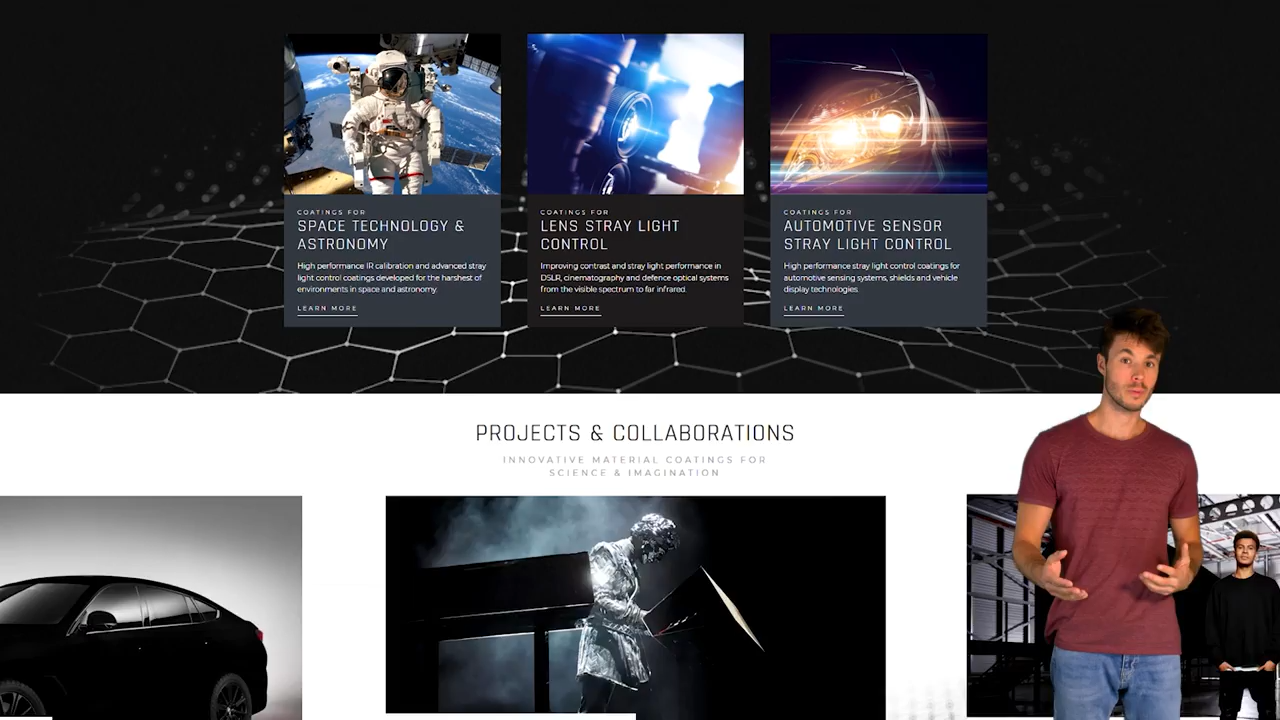 COATINGS FOR
SPACE TECHNOLOGY &
ASTRONOMY
High performance IR calibration and advanced stray
light control coatings developed for the harshest of
environments in space and astronomy.
LEARN MORE
COATINGS FOR
LENS STRAY LIGHT
CONTROL
Improving contrast and stray light performance in
DSLR, cinematography and defence optical systems
from the visible spectrum to far infrared.
LEARN MORE
COATINGS FOR
AUTOMOTIVE SENSOR
STRAY LIGHT CONTROL
High performance stray light control coatings for
automotive sensing systems, shields and vehicle
display technologies.
LEARN MORE
PROJECTS & COLLABORATIONS
INNOVATIVE MATERIAL COATINGS FOR
SCIENCE & IMAGINATION